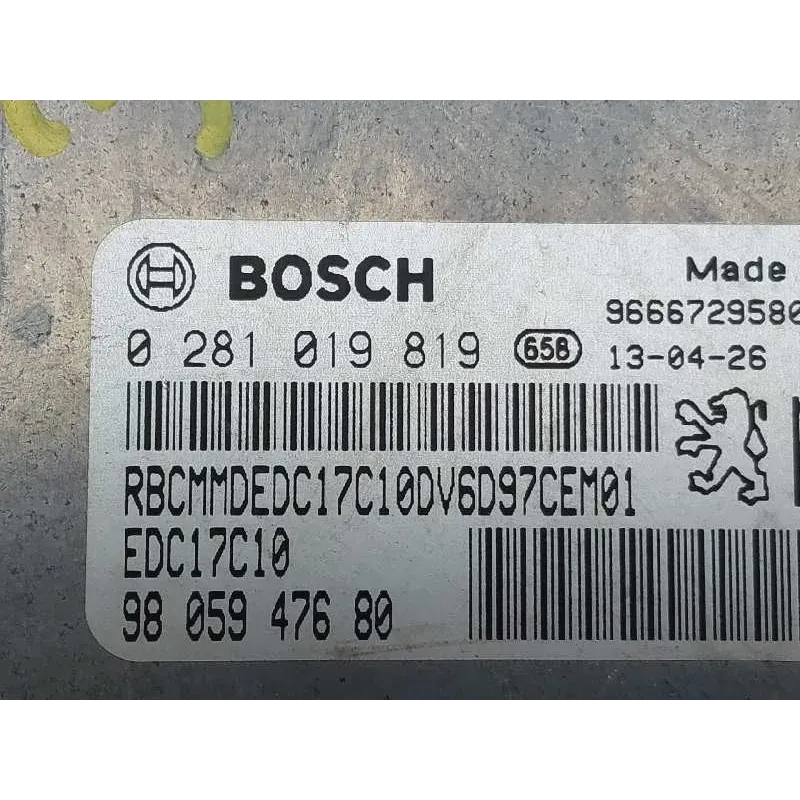 BOSCH
Made
9666729580
0 281 019 819 658 13-04-26
RBCMMDEDC17C10DV6D97CEM01
EDC17C10
98 059 476 80